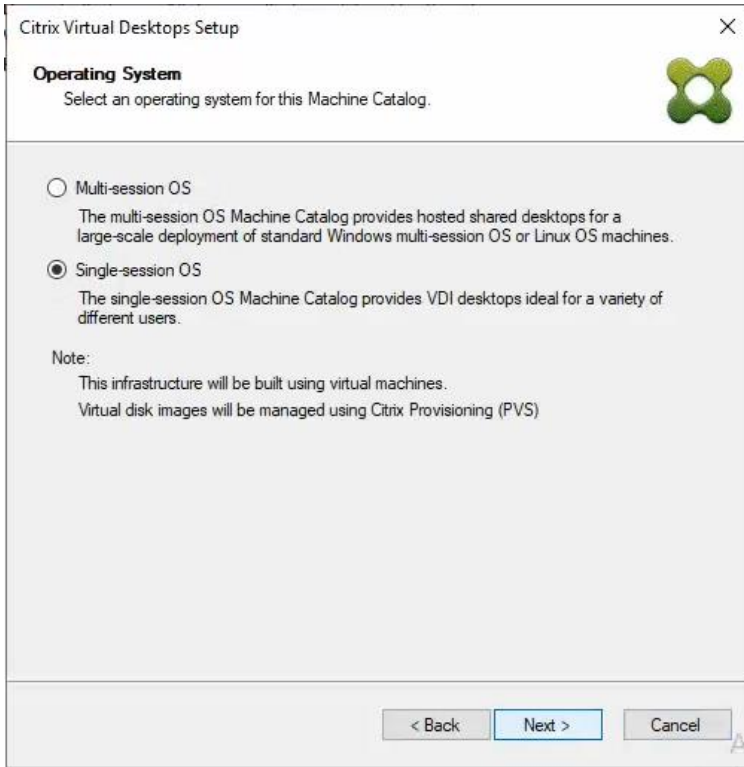 Citrix Virtual Desktops Setup
Operating System
Select an operating system for this Machine Catalog.
Multi-session OS
The multi-session OS Machine Catalog provides hosted shared desktops for a
large-scale deployment of standard Windows multi-session OS or Linux OS machines.
Single-session OS
The single-session OS Machine Catalog provides VDI desktops ideal for a variety of
different users.
Note:
This infrastructure will be built using virtual machines.
Virtual disk images will be managed using Citrix Provisioning (PVS)
< Back
Next >
Cancel